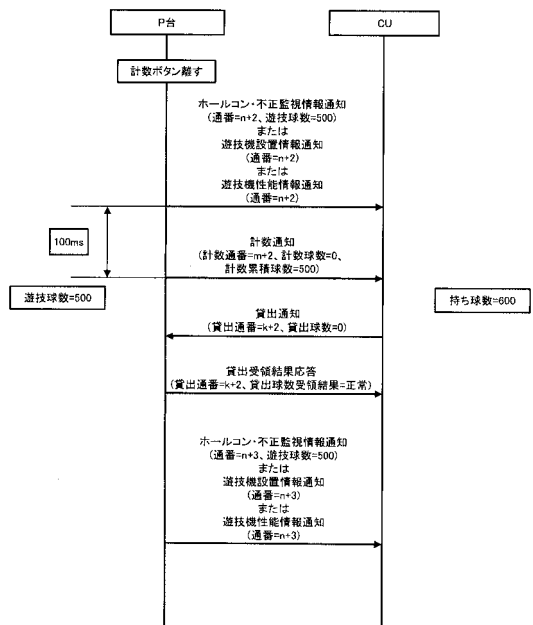 P台
CU
計数ボタン離す
ホールコン・不正監視情報通知
(通番=n+2、遊技球数=500)
または
遊技機設置情報通知
(通番=n+2)
または
遊技機性能情報通知
(通番=n+2)
100ms
計数通知
(計数通番=m+2、計数球数=0、
計数累積球数=500)
遊技球数=500
持ち球数=600
貸出通知
(貸出通番=k+2、貸出球数=0)
貸出受領結果応答
(貸出通番=k+2、貸出球数受領結果=正常)
ホールコン・不正監視情報通知
(通番=n+3、遊技球数=500)
または
遊技機設置情報通知
(通番=n+3)
または
遊技機性能情報通知
(通番=n+3)